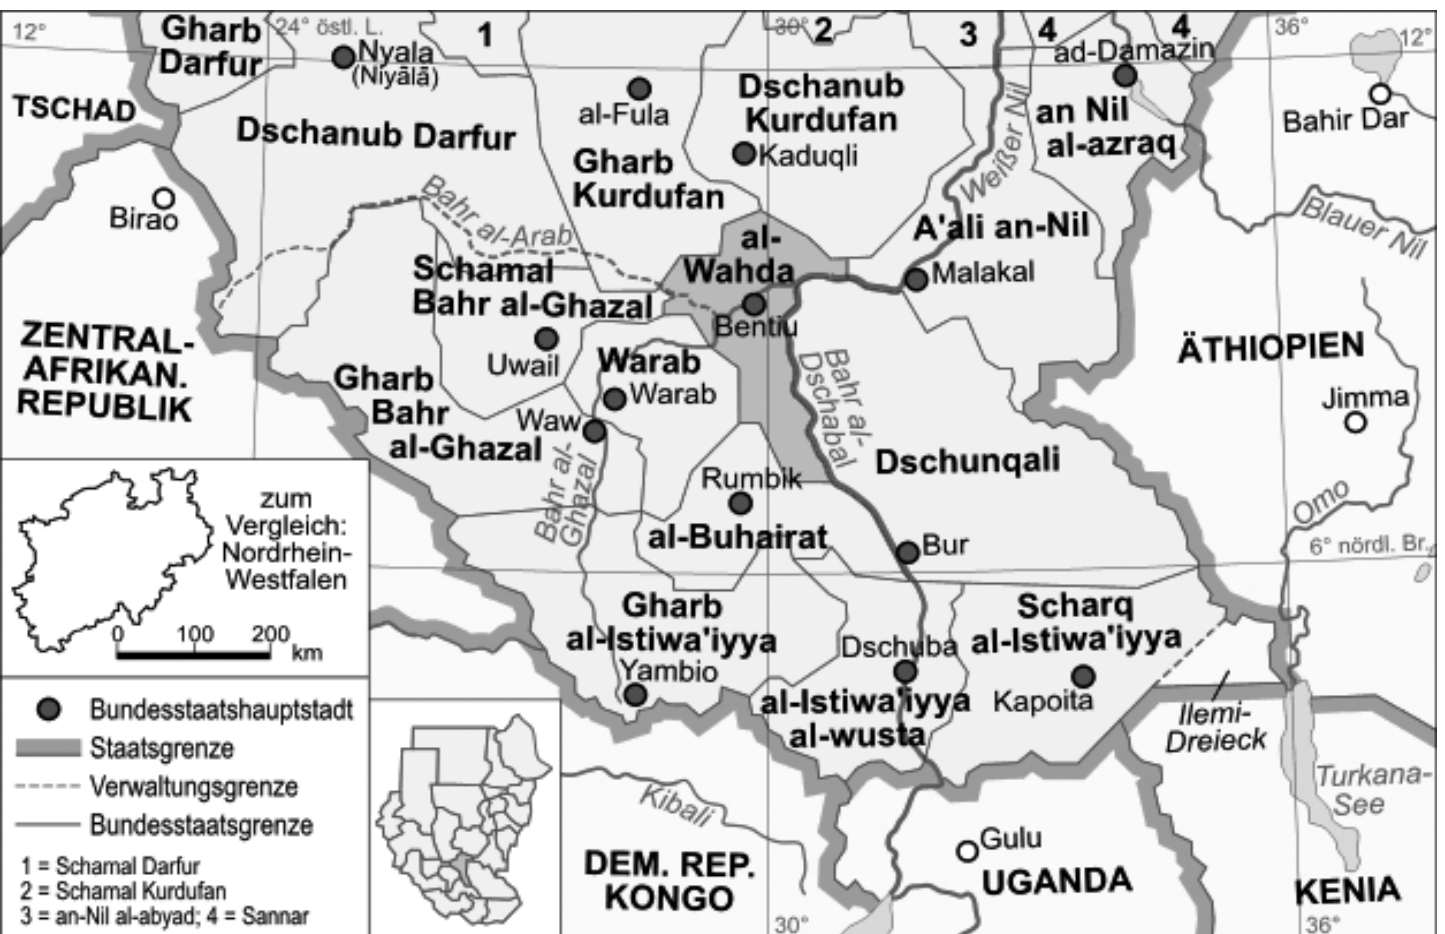 12°
Gharb
Darfur
24° östl. L.
1
30°
2
3
4
4
36°
12°
Nyala
(Niyālā)
ad-Damazin
TSCHAD
al-Fula
Dschanub
Kurdufan
an Nil
al-azraq
Bahir Dar
Dschanub Darfur
Kaduqli
Weißer Nil
Gharb
Kurdufan
Birao
Bahr al-Arab
al-
Wahda
A'ali an-Nil
Blauer Nil
Schamal
Bahr al-Ghazal
Malakal
Bentiu
ZENTRAL-
AFRIKAN.
REPUBLIK
Uwail
Warab
Warab
Bahr al-
Dschabal
ÄTHIOPIEN
Gharb
Bahr
al-Ghazal
Waw
Jimma
Bahr al-
Ghazal
Rumbik
Dschunqali
al-Buhairat
Omo
Bur
6° nördl. Br.
zum
Vergleich:
Nordrhein-
Westfalen
0 100 200
km
Gharb
al-Istiwa'iyya
Scharq
al-Istiwa'iyya
Dschuba
Yambio
al-Istiwa'iyya
al-wusta
Kapoita
Ilemi-
Dreieck
Bundesstaatshauptstadt
Staatsgrenze
Verwaltungsgrenze
Bundesstaatsgrenze
1 = Schamal Darfur
2 = Schamal Kurdufan
3 = an-Nil al-abyad; 4 = Sannar
Kibali
Turkana-
See
Gulu
DEM. REP.
KONGO
UGANDA
KENIA
30°
36°